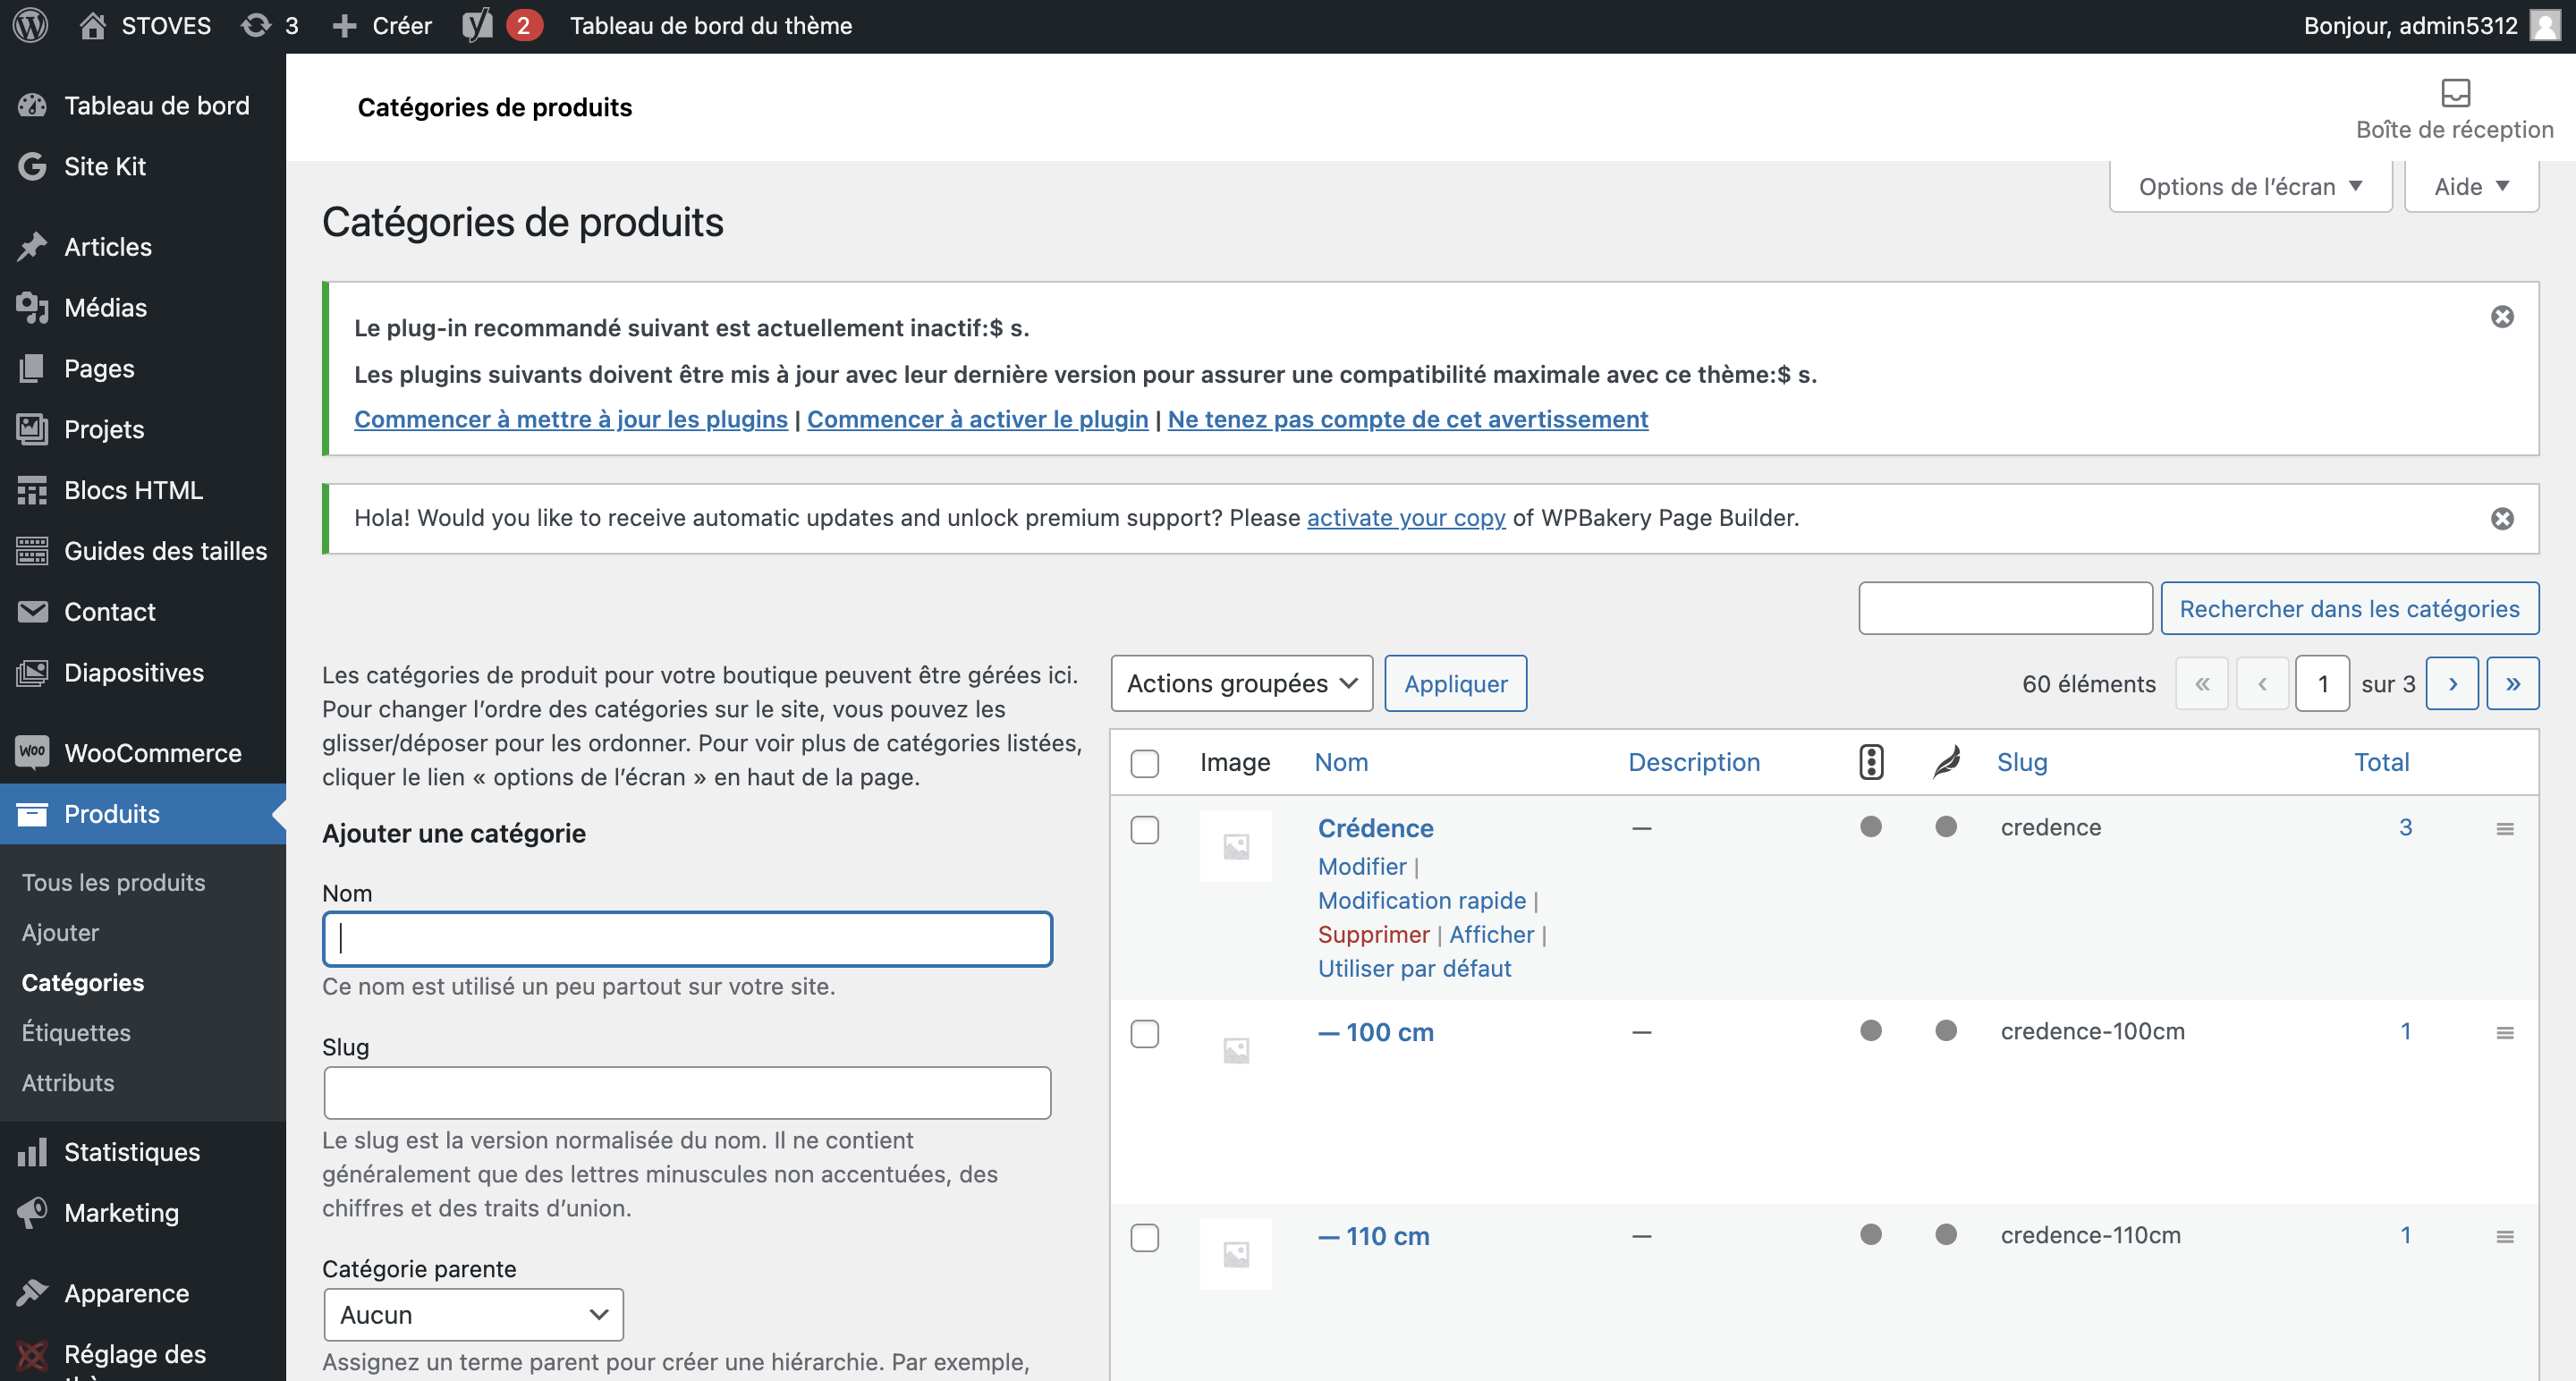 STOVES 3 Créer 2 Tableau de bord du thème Bonjour, admin5312
Tableau de bord
Site Kit
Articles
Médias
Pages
Projets
Blocs HTML
Guides des tailles
Contact
Diapositives
WooCommerce
Produits
Tous les produits
Ajouter
Catégories
Étiquettes
Attributs
Statistiques
Marketing
Apparence
Réglage des
Catégories de produits
Boîte de réception
Options de l’écran
Aide
Catégories de produits
Le plug-in recommandé suivant est actuellement inactif:$ s.
Les plugins suivants doivent être mis à jour avec leur dernière version pour assurer une compatibilité maximale avec ce thème:$ s.
Commencer à mettre à jour les plugins | Commencer à activer le plugin | Ne tenez pas compte de cet avertissement
Hola! Would you like to receive automatic updates and unlock premium support? Please activate your copy of WPBakery Page Builder.
Rechercher dans les catégories
Les catégories de produit pour votre boutique peuvent être gérées ici.
Pour changer l’ordre des catégories sur le site, vous pouvez les
glisser/déposer pour les ordonner. Pour voir plus de catégories listées,
cliquer le lien « options de l’écran » en haut de la page.
Ajouter une catégorie
Nom
Ce nom est utilisé un peu partout sur votre site.
Slug
Le slug est la version normalisée du nom. Il ne contient
généralement que des lettres minuscules non accentuées, des
chiffres et des traits d’union.
Catégorie parente
Aucun
Assignez un terme parent pour créer une hiérarchie. Par exemple,
Actions groupées Appliquer 60 éléments « ‹ 1 sur 3 › »
Image Nom Description Slug Total
Crédence — credence 3
Modifier |
Modification rapide |
Supprimer | Afficher |
Utiliser par défaut
— 100 cm — credence-100cm 1
— 110 cm — credence-110cm 1